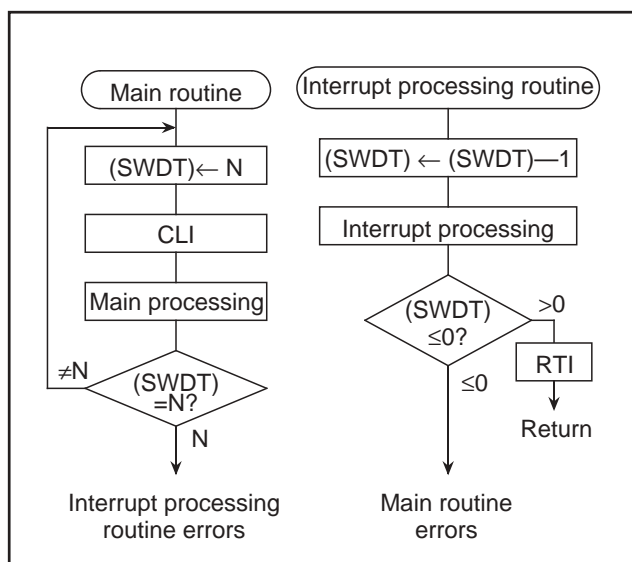 Main routine
(SWDT)← N
CLI
Main processing
≠N
(SWDT)
=N?
N
Interrupt processing
routine errors
Interrupt processing routine
(SWDT) ← (SWDT)—1
Interrupt processing
(SWDT)
≤0?
>0
RTI
Return
≤0
Main routine
errors